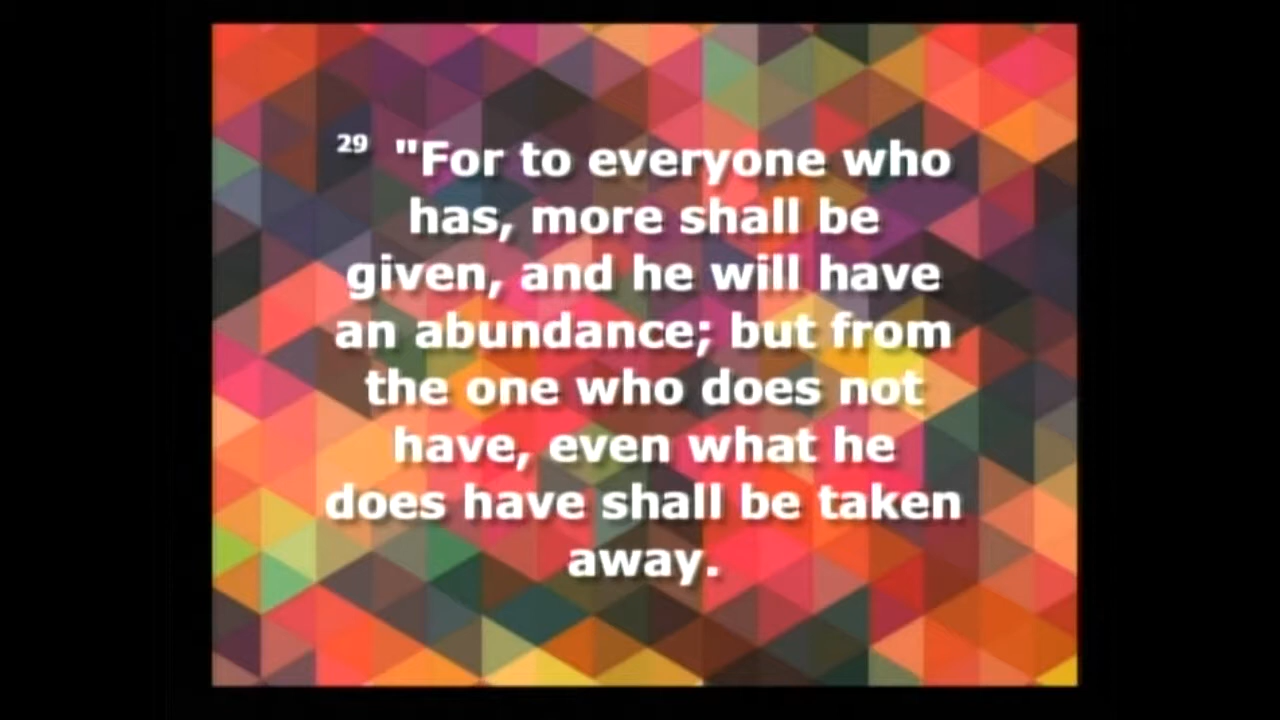 29 "For to everyone who
has, more shall be
given, and he will have
an abundance; but from
the one who does not
have, even what he
does have shall be taken
away.